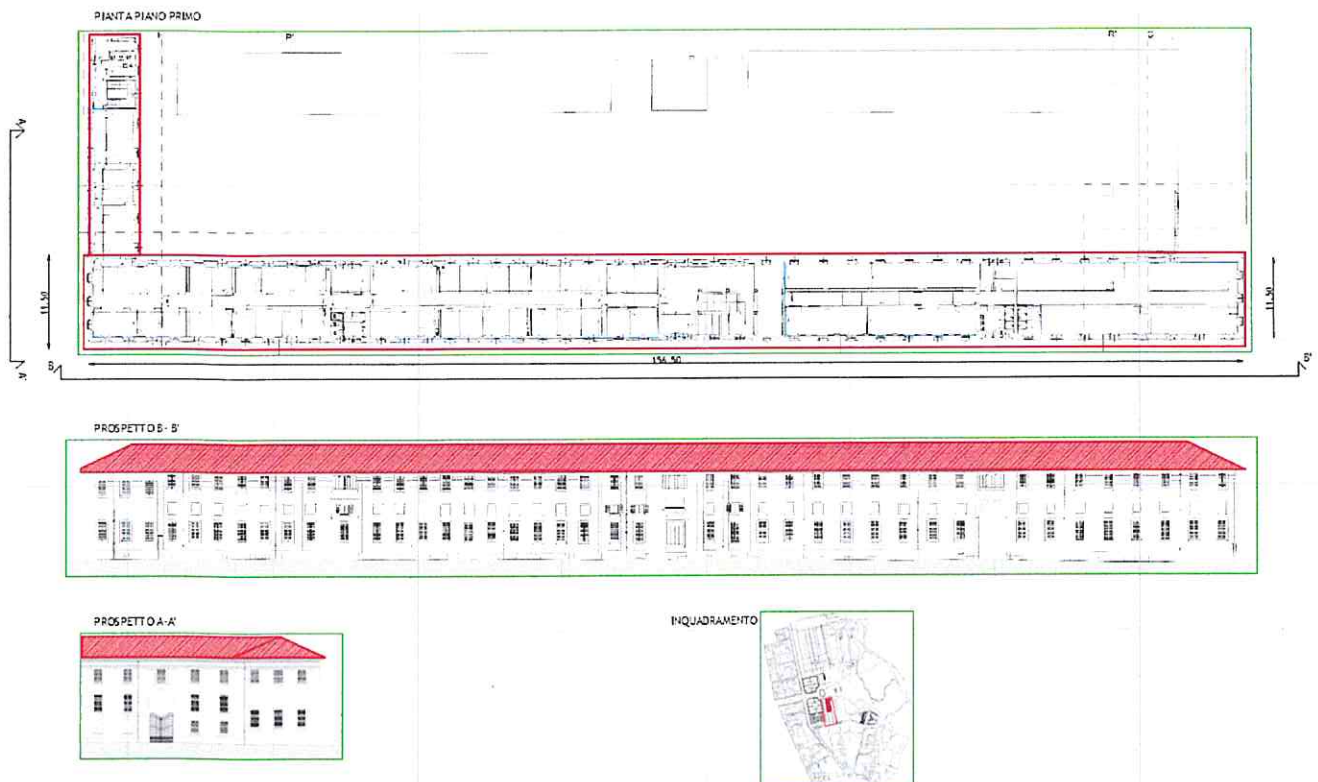 PIANTA PIANO PRIMO
B'
B'
C
A
11.50
11.50
A'
B
156.50
B'
PROSPETTO B - B'
PROSPETTO A-A'
INQUADRAMENTO